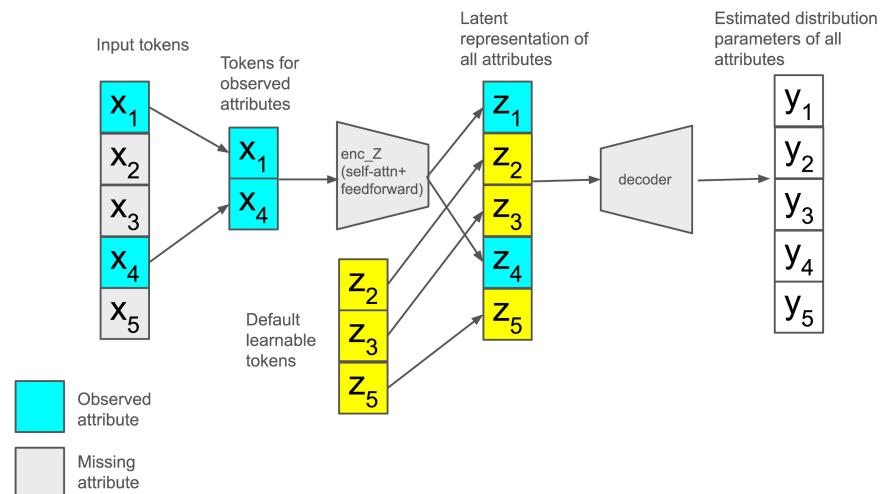 Input tokens
Tokens for
observed
attributes
Latent
representation of
all attributes
Estimated distribution
parameters of all
attributes
x1
x2
x3
x4
x5
x1
x4
enc_Z
(self-attn+
feedforward)
z1
z2
z3
z4
z5
decoder
y1
y2
y3
y4
y5
Default
learnable
tokens
z2
z3
z5
Observed
attribute
Missing
attribute